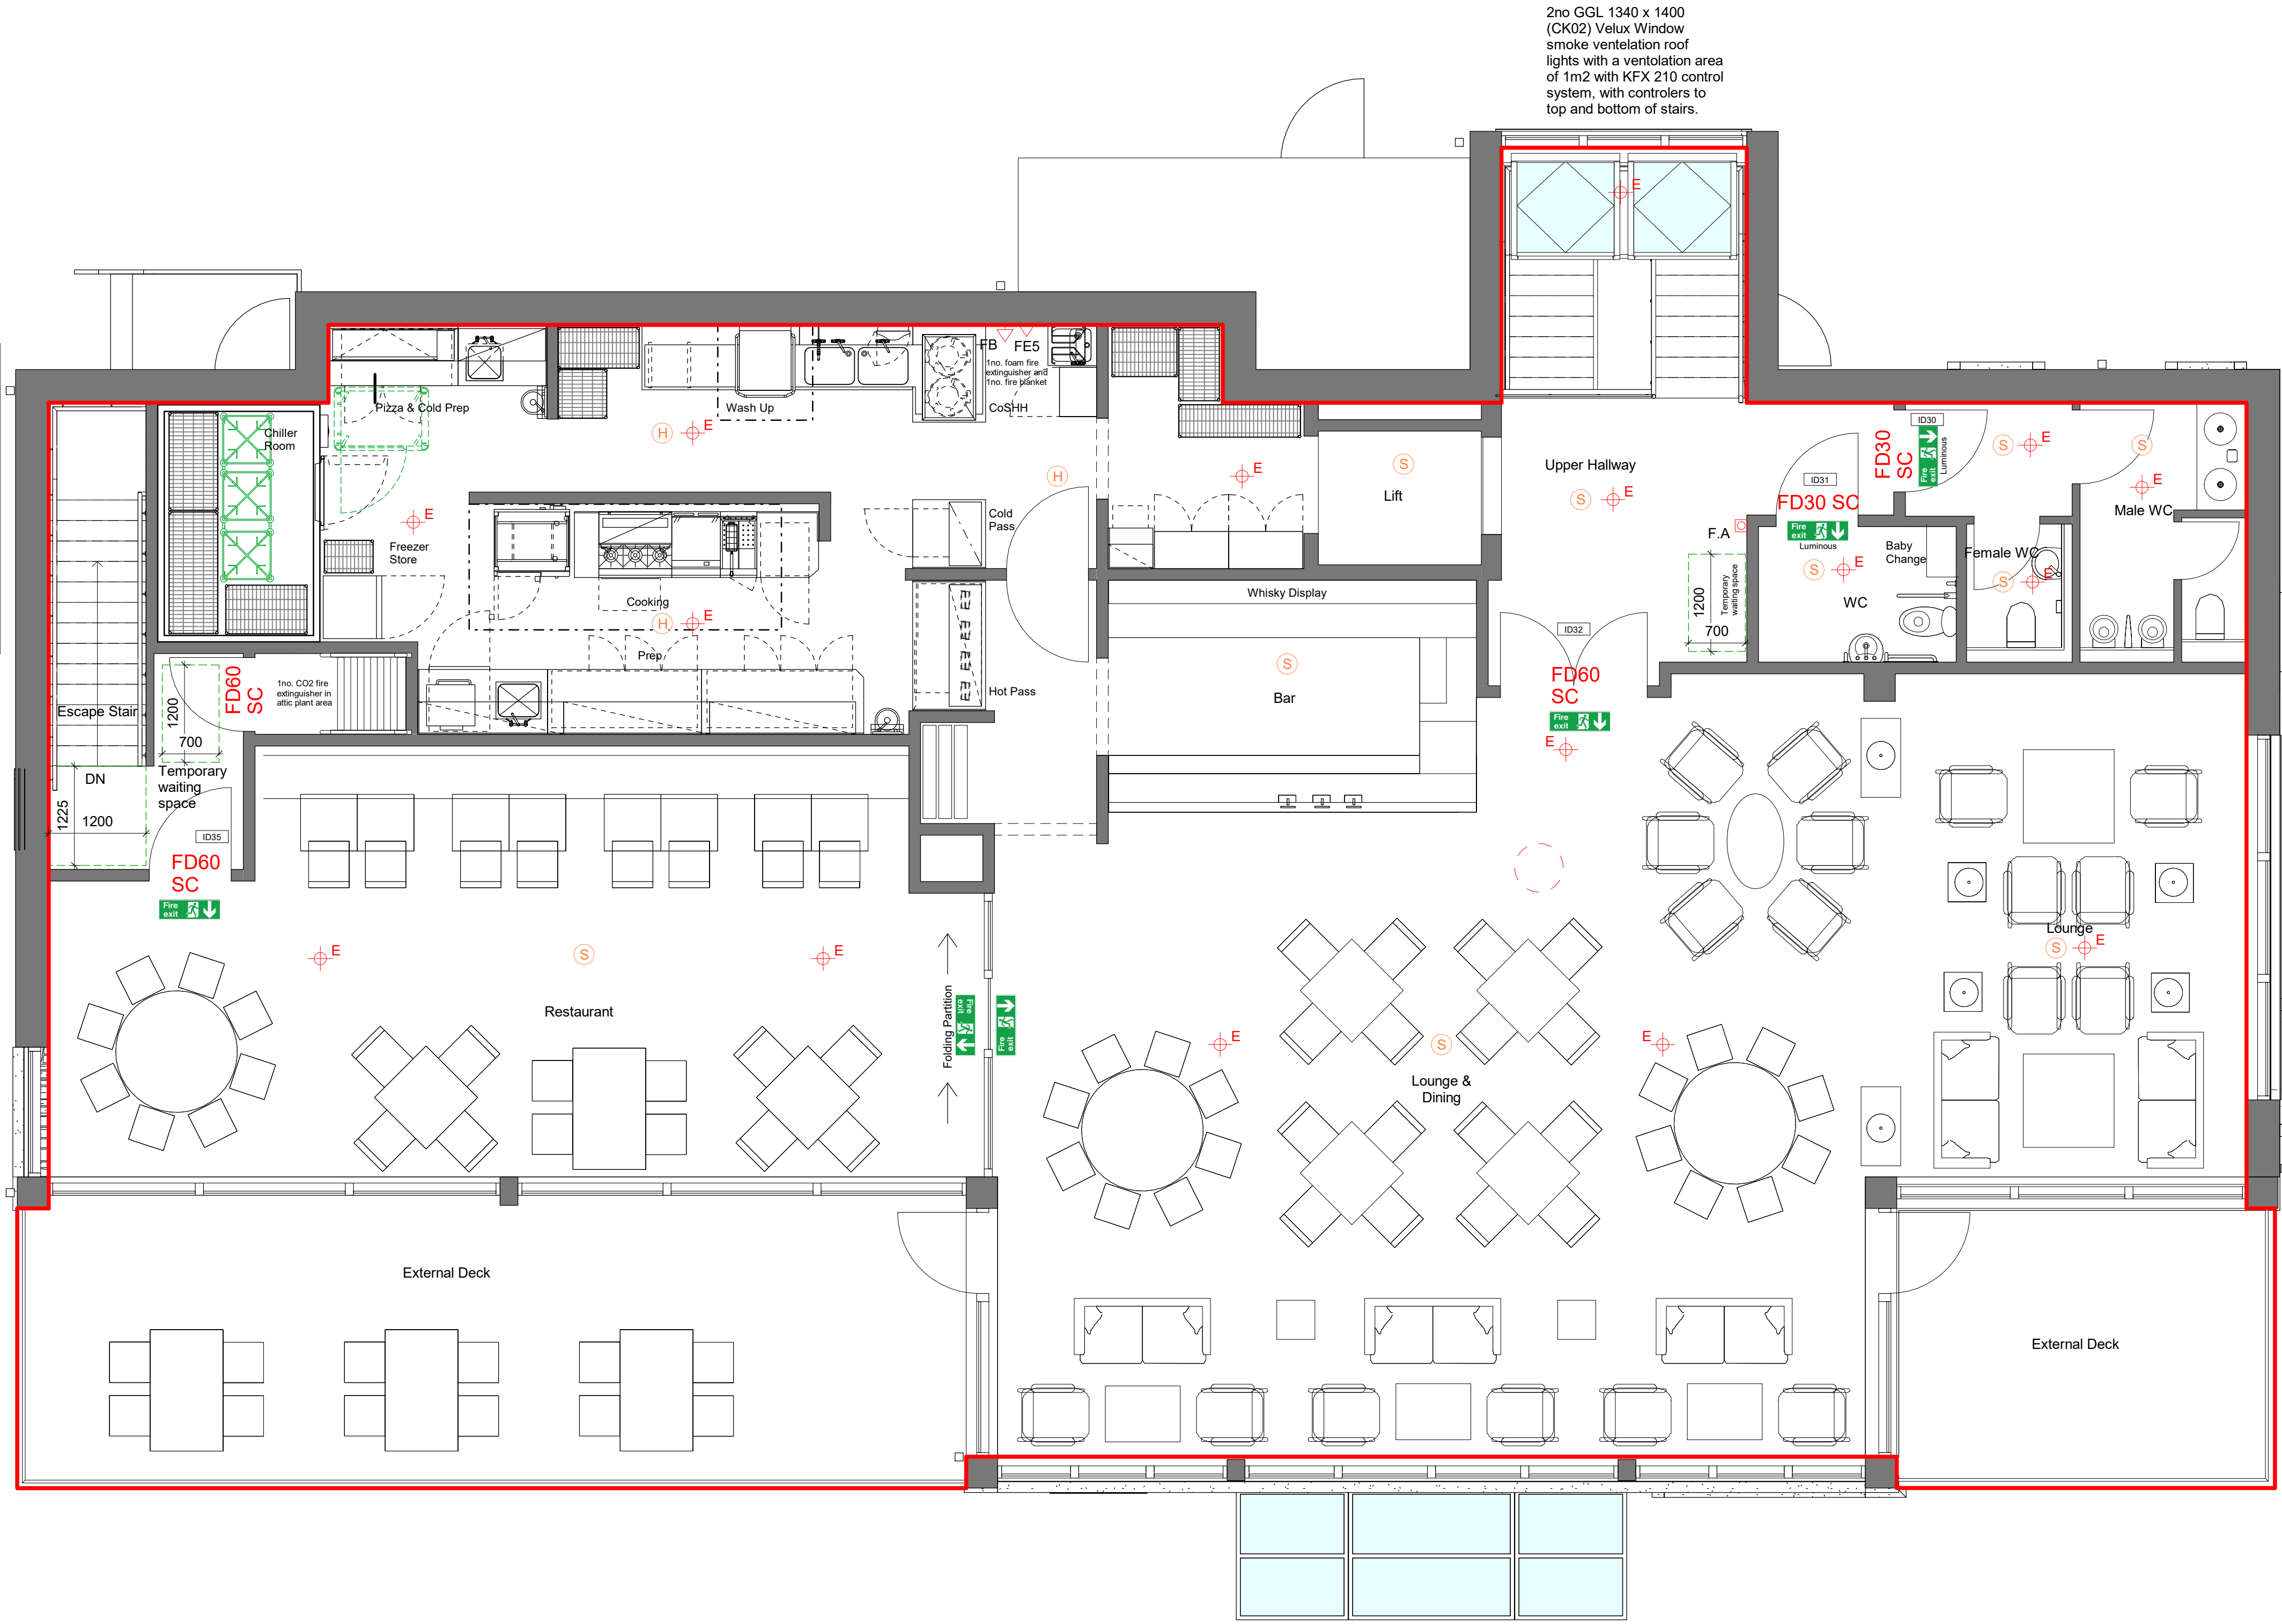 2no GGL 1340 x 1400
(CK02) Velux Window
smoke ventelation roof
lights with a ventolation area
of 1m2 with KFX 210 control
system, with controlers to
top and bottom of stairs.
E
FB
FE5
1no. foam fire
extinguisher and
1no. fire blanket
CoSHH
Pizza & Cold Prep
Wash Up
H
E
Chiller
Room
H
E
S
Lift
Upper Hallway
S
E
FD30
SC
ID30
Fire
exit
Luminous
S
E
S
E
Male WC
ID31
FD30 SC
Fire
exit
Luminous
F.A
Baby
Change
S
E
WC
Female WC
S
E
1200
700
Temporary
waiting space
E
Freezer
Store
Cold
Pass
Cooking
H
E
Prep
Hot Pass
Whisky Display
S
Bar
ID32
FD60
SC
Fire
exit
E
Escape Stair
FD60
SC
1no. CO2 fire
extinguisher in
attic plant area
1200
700
Temporary
waiting
space
DN
1225
1200
ID35
FD60
SC
Fire
exit
E
S
E
Restaurant
Folding Partition
Fire
exit
Fire
exit
E
S
E
Lounge &
Dining
Lounge
S
E
External Deck
External Deck